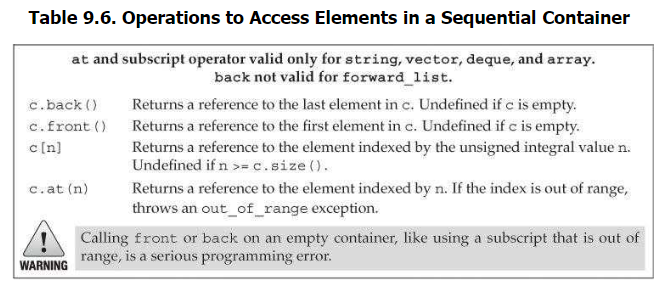 Table 9.6. Operations to Access Elements in a Sequential Container
at and subscript operator valid only for string, vector, deque, and array.
back not valid for forward_list.
c.back() Returns a reference to the last element in c. Undefined if c is empty.
c.front() Returns a reference to the first element in c. Undefined if c is empty.
c[n] Returns a reference to the element indexed by the unsigned integral value n.
Undefined if n >= c.size().
c.at(n) Returns a reference to the element indexed by n. If the index is out of range,
throws an out_of_range exception.
Calling front or back on an empty container, like using a subscript that is out of
range, is a serious programming error.
WARNING